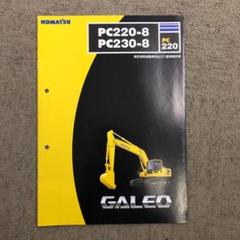 KOMATSU
PC220-8
PC230-8
PC
220
GALEO